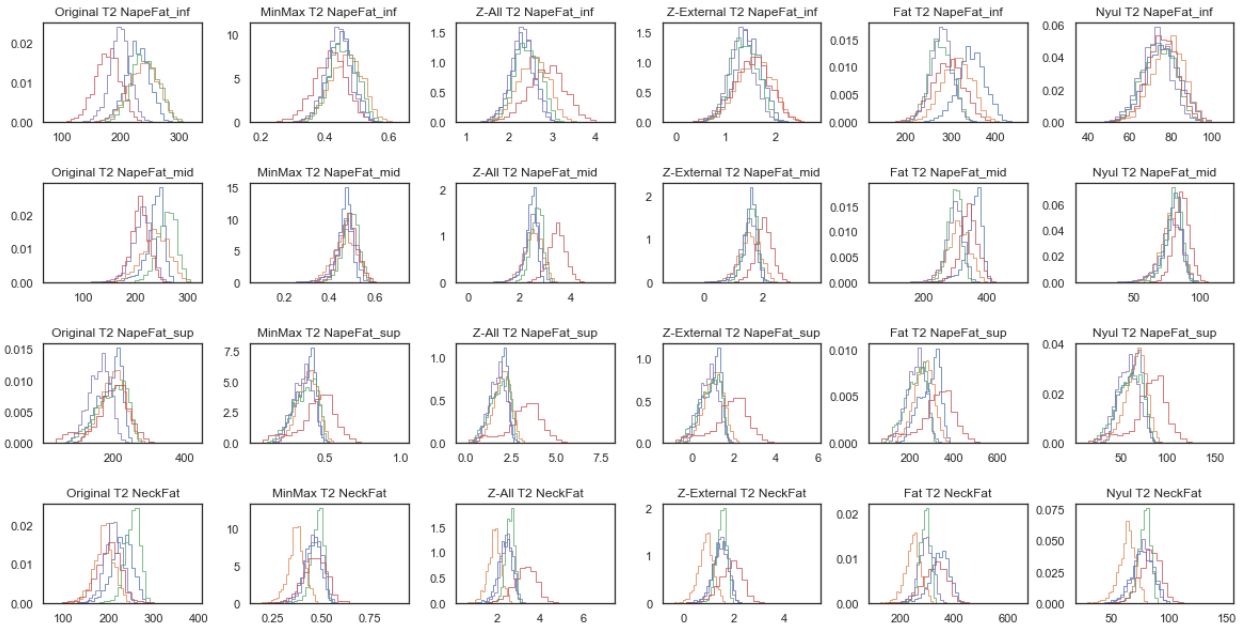 Original T2 NapeFat_inf
MinMax T2 NapeFat_inf
Z-All T2 NapeFat_inf
Z-External T2 NapeFat_inf
Fat T2 NapeFat_inf
Nyul T2 NapeFat_inf
0.02
0.01
0.00
100 200 300
10
5
0
0.2 0.4 0.6
1.5
1.0
0.5
0.0
1 2 3 4
1.5
1.0
0.5
0.0
0 1 2
0.015
0.010
0.005
0.000
200 300 400
0.06
0.04
0.02
0.00
40 60 80 100
Original T2 NapeFat_mid
MinMax T2 NapeFat_mid
Z-All T2 NapeFat_mid
Z-External T2 NapeFat_mid
Fat T2 NapeFat_mid
Nyul T2 NapeFat_mid
0.02
0.01
0.00
100 200 300
15
10
5
0
0.2 0.4 0.6
2
1
0
0 2 4
2
1
0
0 2
0.015
0.010
0.005
0.000
200 400
0.06
0.04
0.02
0.00
50 100
Original T2 NapeFat_sup
MinMax T2 NapeFat_sup
Z-All T2 NapeFat_sup
Z-External T2 NapeFat_sup
Fat T2 NapeFat_sup
Nyul T2 NapeFat_sup
0.015
0.010
0.005
0.000
200 400
7.5
5.0
2.5
0.0
0.5 1.0
1.0
0.5
0.0
0.0 2.5 5.0 7.5
1.0
0.5
0.0
0 2 4 6
0.010
0.005
0.000
200 400 600
0.04
0.02
0.00
50 100 150
Original T2 NeckFat
MinMax T2 NeckFat
Z-All T2 NeckFat
Z-External T2 NeckFat
Fat T2 NeckFat
Nyul T2 NeckFat
0.02
0.01
0.00
100 200 300 400
10
5
0
0.25 0.50 0.75
1.5
1.0
0.5
0.0
2 4 6
2
1
0
0 2 4
0.02
0.01
0.00
200 400 600
0.075
0.050
0.025
0.000
50 100 150